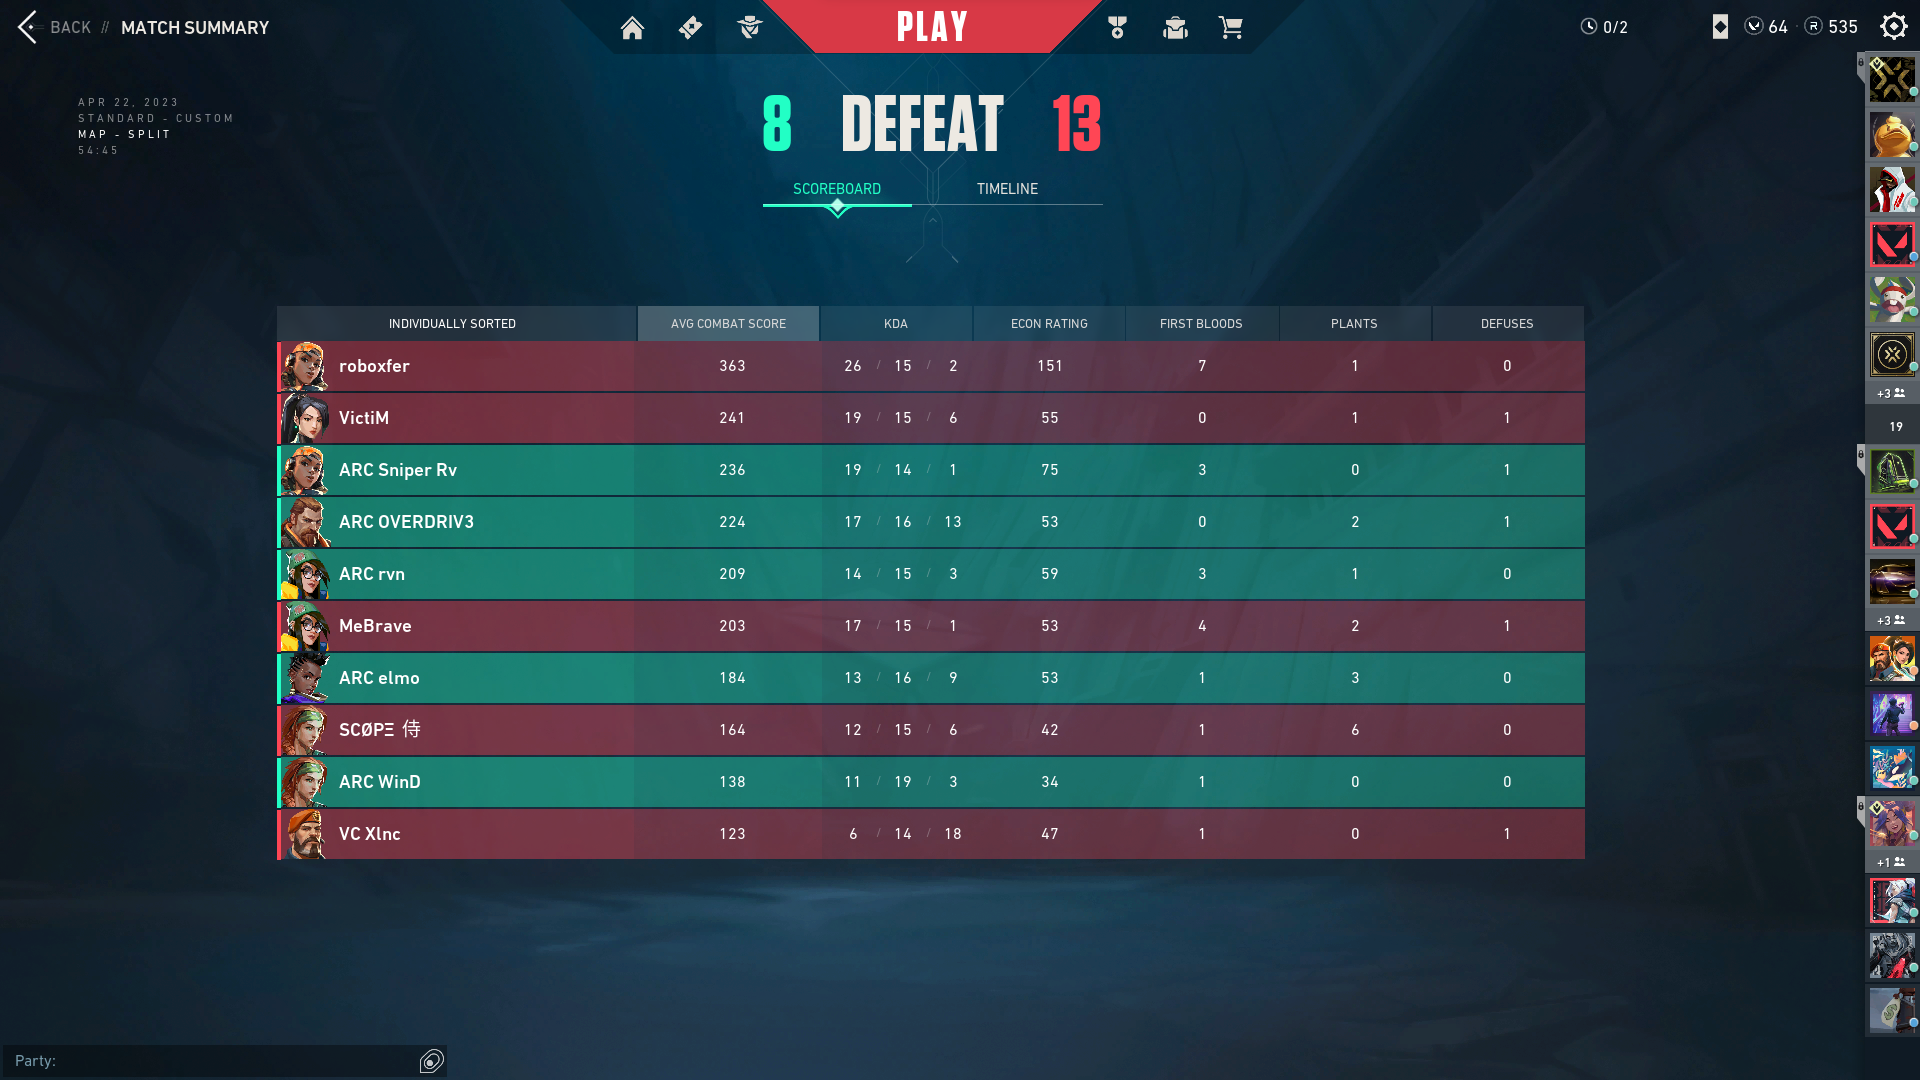 BACK // MATCH SUMMARY
PLAY
0/2
64 · R 535
APR 22, 2023
STANDARD - CUSTOM
MAP - SPLIT
54:45
8 DEFEAT 13
SCOREBOARD TIMELINE
INDIVIDUALLY SORTED AVG COMBAT SCORE KDA ECON RATING FIRST BLOODS PLANTS DEFUSES
roboxfer 363 26 / 15 / 2 151 7 1 0
VictiM 241 19 / 15 / 6 55 0 1 1
ARC Sniper Rv 236 19 / 14 / 1 75 3 0 1
ARC OVERDRIV3 224 17 / 16 / 13 53 0 2 1
ARC rvn 209 14 / 15 / 3 59 3 1 0
MeBrave 203 17 / 15 / 1 53 4 2 1
ARC elmo 184 13 / 16 / 9 53 1 3 0
SCØPΞ 侍 164 12 / 15 / 6 42 1 6 0
ARC WinD 138 11 / 19 / 3 34 1 0 0
VC Xlnc 123 6 / 14 / 18 47 1 0 1
+3
19
+3
+1
Party: